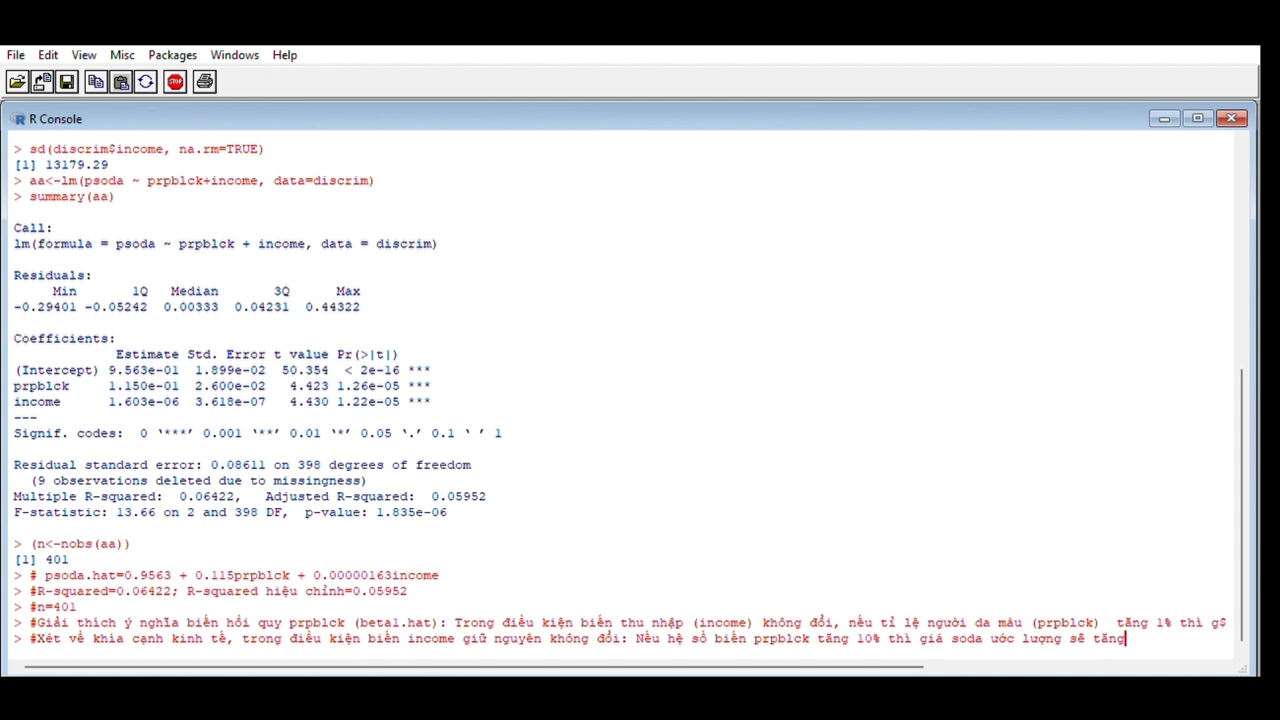 File Edit View Misc Packages Windows Help
STOP
R Console
> sd(discrim$income, na.rm=TRUE)
[1] 13179.29
> aa<-lm(psoda ~ prpblck+income, data=discrim)
> summary(aa)
Call:
lm(formula = psoda ~ prpblck + income, data = discrim)
Residuals:
Min 1Q Median 3Q Max
-0.29401 -0.05242 0.00333 0.04231 0.44322
Coefficients:
Estimate Std. Error t value Pr(>|t|)
(Intercept) 9.563e-01 1.899e-02 50.354 < 2e-16 ***
prpblck 1.150e-01 2.600e-02 4.423 1.26e-05 ***
income 1.603e-06 3.618e-07 4.430 1.22e-05 ***
---
Signif. codes: 0 ‘***’ 0.001 ‘**’ 0.01 ‘*’ 0.05 ‘.’ 0.1 ‘ ’ 1
Residual standard error: 0.08611 on 398 degrees of freedom
(9 observations deleted due to missingness)
Multiple R-squared: 0.06422, Adjusted R-squared: 0.05952
F-statistic: 13.66 on 2 and 398 DF, p-value: 1.835e-06
> (n<-nobs(aa))
[1] 401
> # psoda.hat=0.9563 + 0.115prpblck + 0.00000163income
> #R-squared=0.06422; R-squared hiệu chỉnh=0.05952
> #n=401
> #Giải thích ý nghĩa biến hồi quy prpblck (beta1.hat): Trong điều kiện biến thu nhập (income) không đổi, nếu tỉ lệ người da màu (prpblck) tăng 1% thì g$
> #Xét về khía cạnh kinh tế, trong điều kiện biến income giữ nguyên không đổi: Nếu hệ số biến prpblck tăng 10% thì giá soda ước lượng sẽ tăng